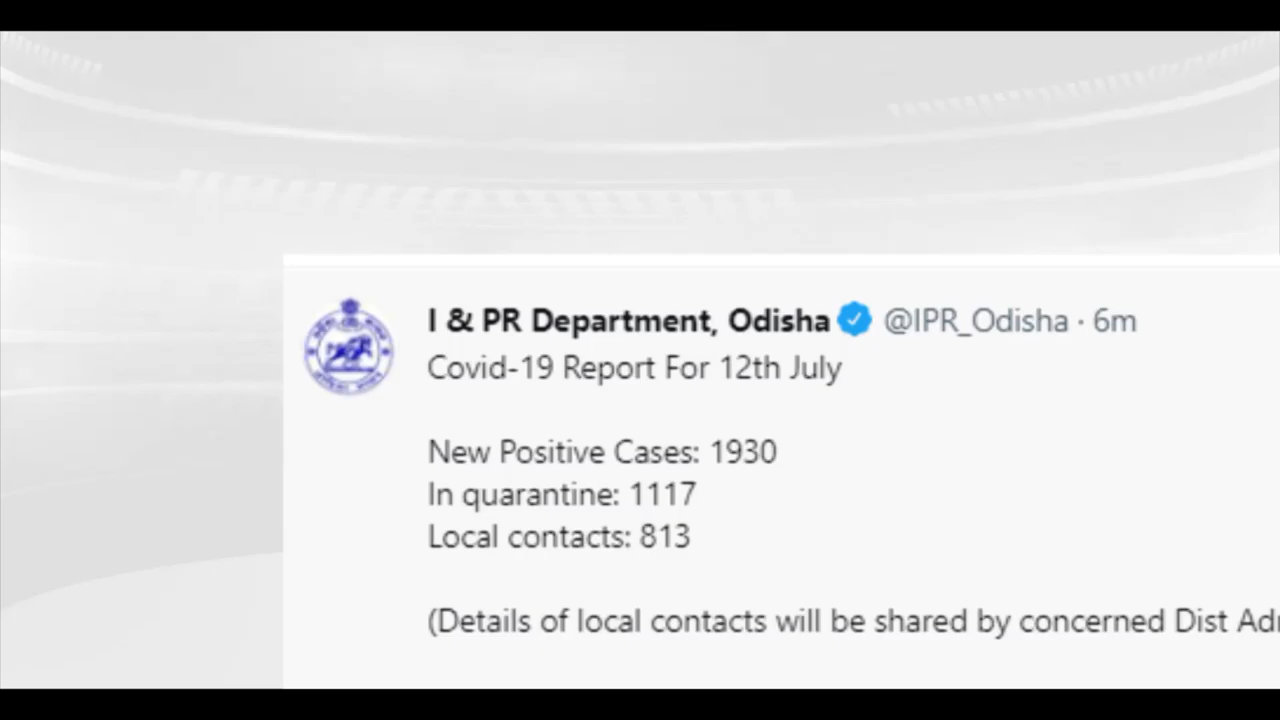 I & PR Department, Odisha @IPR_Odisha · 6m
Covid-19 Report For 12th July
New Positive Cases: 1930
In quarantine: 1117
Local contacts: 813
(Details of local contacts will be shared by concerned Dist